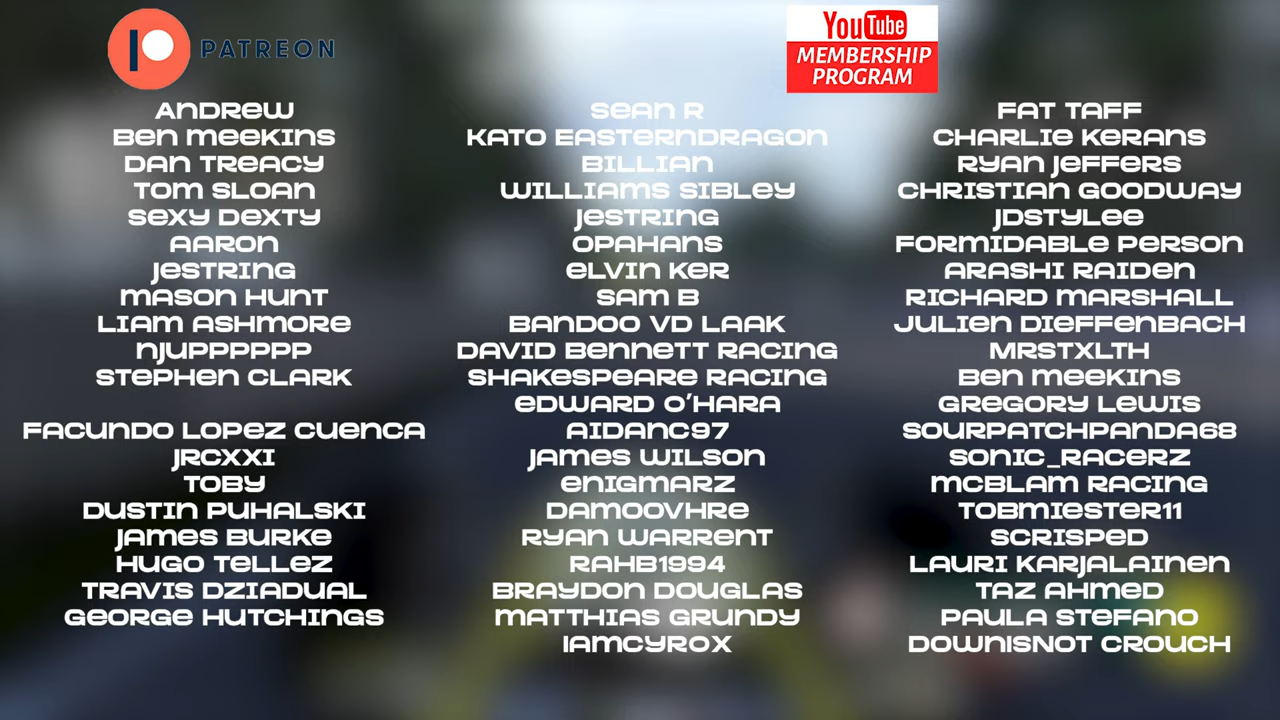 PATREON
YouTube
MEMBERSHIP
PROGRAM
ANDREW
BEN MEEKINS
DAN TREACY
TOM SLOAN
SEXY DEXTY
AARON
JESTRING
MASON HUNT
LIAM ASHMORE
NJUPPPPPP
STEPHEN CLARK
FACUNDO LOPEZ CUENCA
JRCXXI
TOBY
DUSTIN PUHALSKI
JAMES BURKE
HUGO TELLEZ
TRAVIS DZIADUAL
GEORGE HUTCHINGS
SEAN R
KATO EASTERNDRAGON
BILLIAN
WILLIAMS SIBLEY
JESTRING
OPAHANS
ELVIN KER
SAM B
BANDOO VD LAAK
DAVID BENNETT RACING
SHAKESPEARE RACING
EDWARD O'HARA
AIDANC97
JAMES WILSON
ENIGMARZ
DAMOOVHRE
RYAN WARRENT
RAHB1994
BRAYDON DOUGLAS
MATTHIAS GRUNDY
IAMCYROX
FAT TAFF
CHARLIE KERANS
RYAN JEFFERS
CHRISTIAN GOODWAY
JDSTYLEE
FORMIDABLE PERSON
ARASHI RAIDEN
RICHARD MARSHALL
JULIEN DIEFFENBACH
MRSTXLTH
BEN MEEKINS
GREGORY LEWIS
SOURPATCHPANDA68
SONIC_RACERZ
MCBLAM RACING
TOBMIESTER11
SCRISPED
LAURI KARJALAINEN
TAZ AHMED
PAULA STEFANO
DOWNISNOT CROUCH